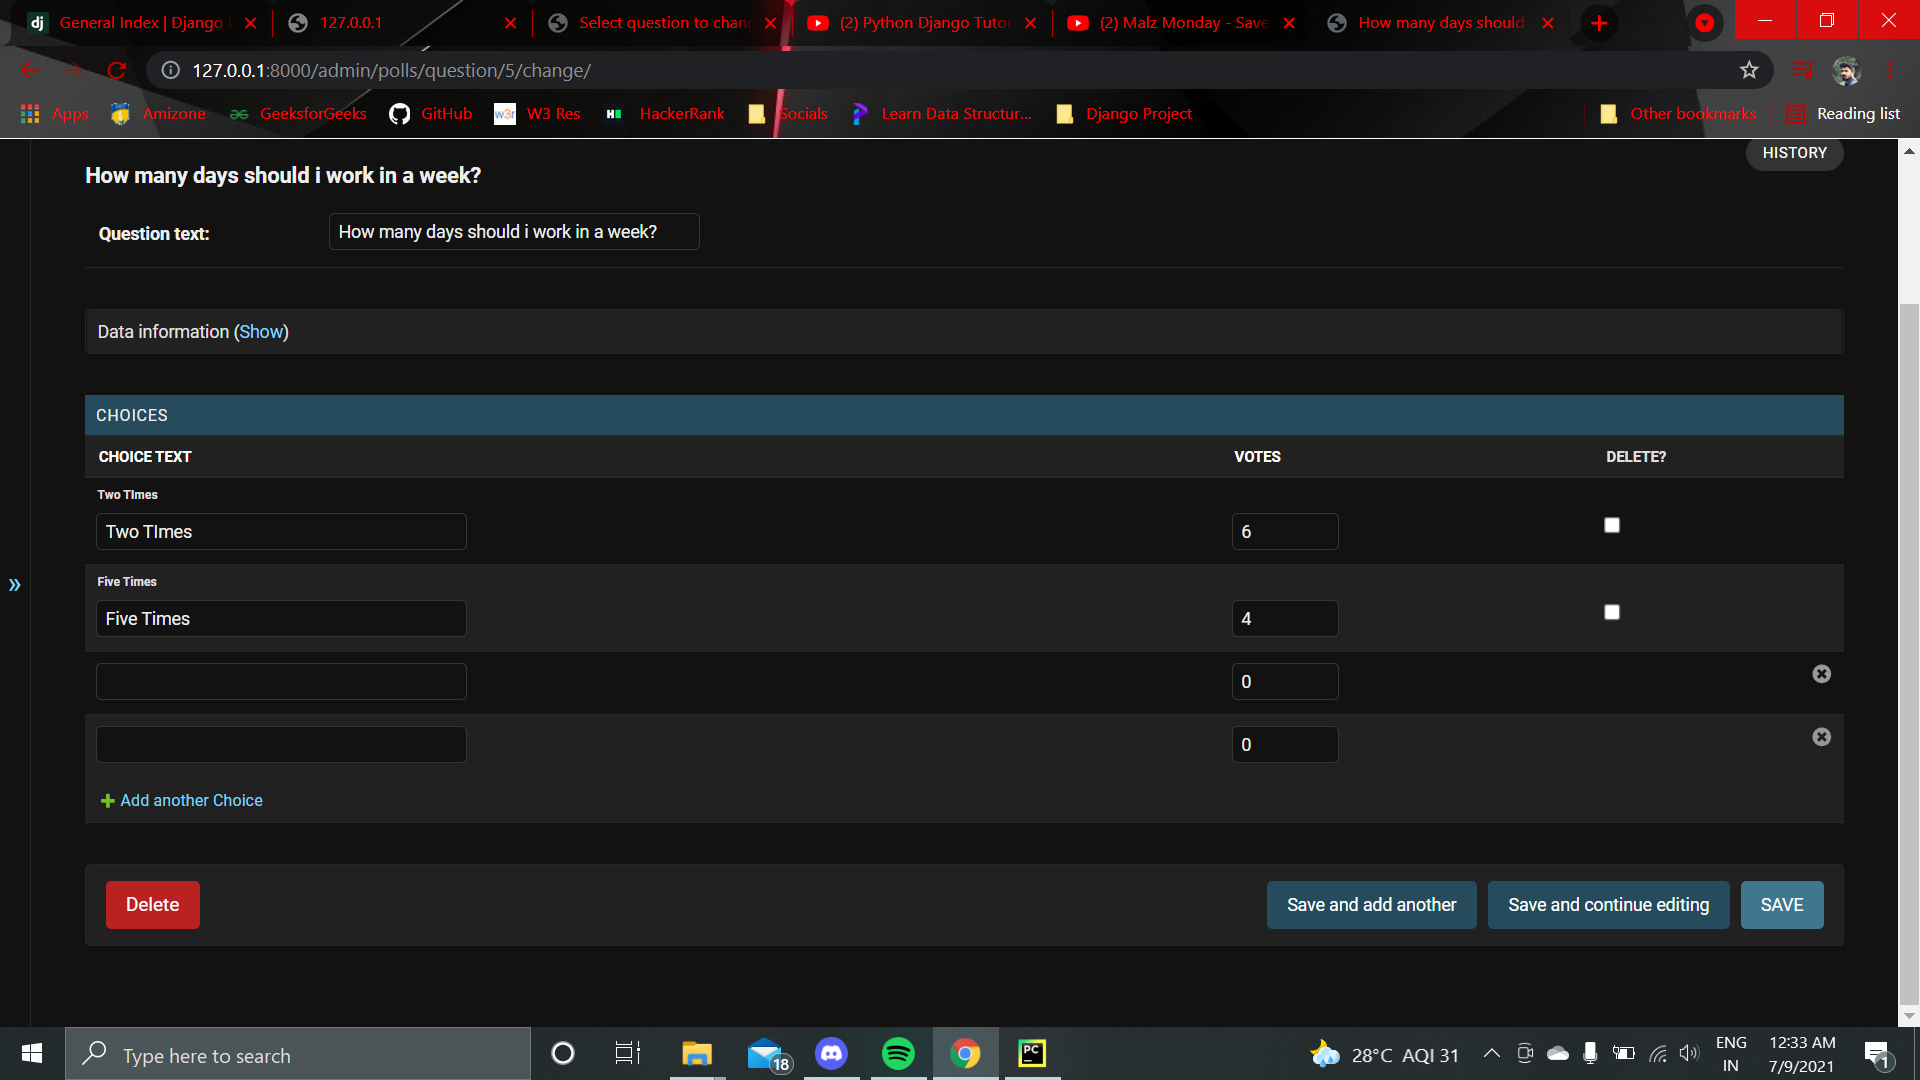 General Index | Django
127.0.0.1
Select question to chang
(2) Python Django Tutor
(2) Malz Monday - Save
How many days should
127.0.0.1:8000/admin/polls/question/5/change/
Apps
Amizone
GeeksforGeeks
GitHub
W3 Res
HackerRank
Socials
Learn Data Structur...
Django Project
Other bookmarks
Reading list
HISTORY
How many days should i work in a week?
Question text:
How many days should i work in a week?
Data information (Show)
CHOICES
CHOICE TEXT
VOTES
DELETE?
Two TImes
Two TImes
6
Five Times
Five Times
4
0
0
Add another Choice
Delete
Save and add another
Save and continue editing
SAVE
Type here to search
18
28°C AQI 31
ENG
IN
12:33 AM
7/9/2021
1